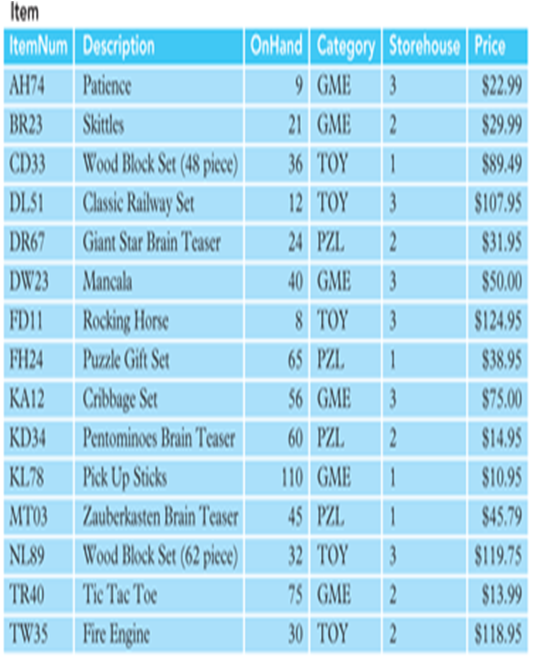 Item
ItemNum Description OnHand Category Storehouse Price
AH74 Patience 9 GME 3 $22.99
BR23 Skittles 21 GME 2 $29.99
CD33 Wood Block Set (48 piece) 36 TOY 1 $89.49
DL51 Classic Railway Set 12 TOY 3 $107.95
DR67 Giant Star Brain Teaser 24 PZL 2 $31.95
DW23 Mancala 40 GME 3 $50.00
FD11 Rocking Horse 8 TOY 3 $124.95
FH24 Puzzle Gift Set 65 PZL 1 $38.95
KA12 Cribbage Set 56 GME 3 $75.00
KD34 Pentominoes Brain Teaser 60 PZL 2 $14.95
KL78 Pick Up Sticks 110 GME 1 $10.95
MT03 Zauberkasten Brain Teaser 45 PZL 1 $45.79
NL89 Wood Block Set (62 piece) 32 TOY 3 $119.75
TR40 Tic Tac Toe 75 GME 2 $13.99
TW35 Fire Engine 30 TOY 2 $118.95